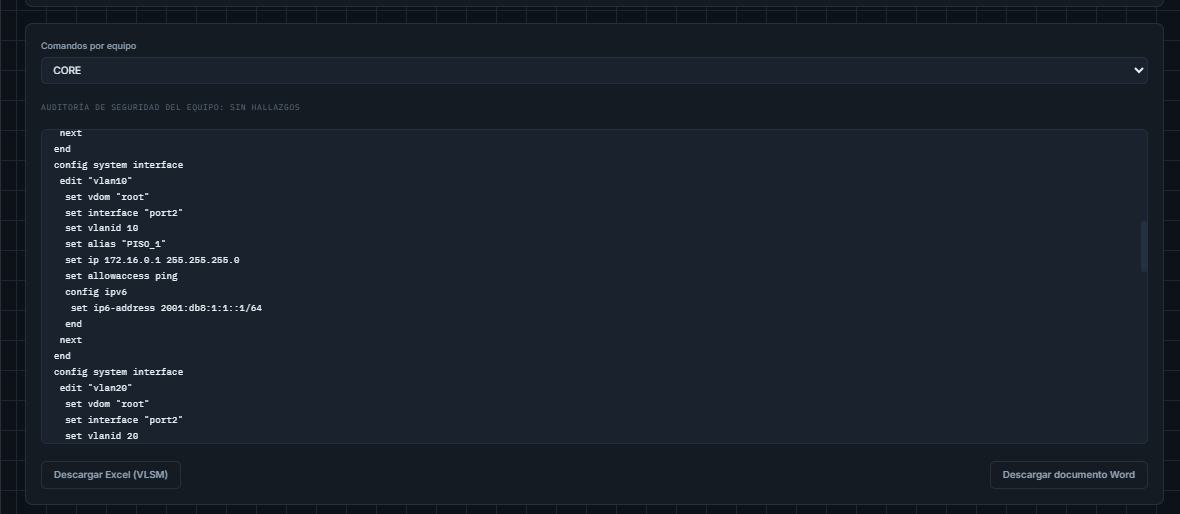 Comandos por equipo
CORE
AUDITORÍA DE SEGURIDAD DEL EQUIPO: SIN HALLAZGOS
next
end
config system interface
edit "vlan10"
set vdom "root"
set interface "port2"
set vlanid 10
set alias "PISO_1"
set ip 172.16.0.1 255.255.255.0
set allowaccess ping
config ipv6
set ip6-address 2001:db8:1:1::1/64
end
next
end
config system interface
edit "vlan20"
set vdom "root"
set interface "port2"
set vlanid 20
Descargar Excel (VLSM)
Descargar documento Word